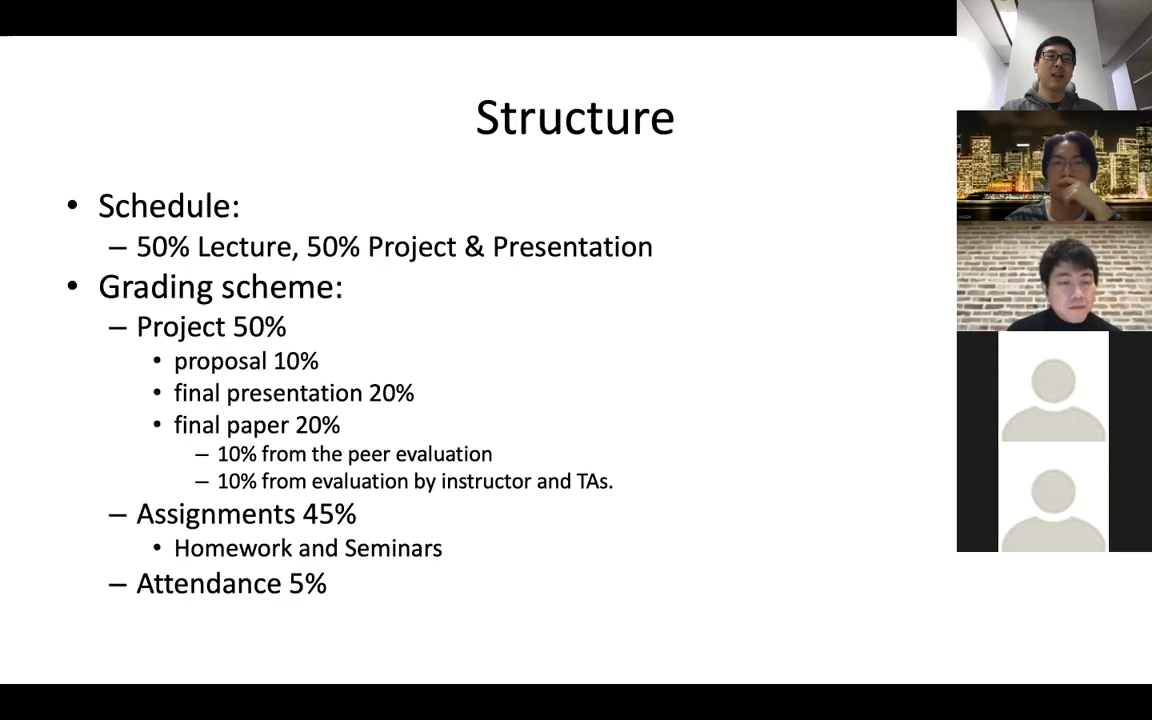 Structure
• Schedule:
– 50% Lecture, 50% Project & Presentation
• Grading scheme:
– Project 50%
• proposal 10%
• final presentation 20%
• final paper 20%
– 10% from the peer evaluation
– 10% from evaluation by instructor and TAs.
– Assignments 45%
• Homework and Seminars
– Attendance 5%